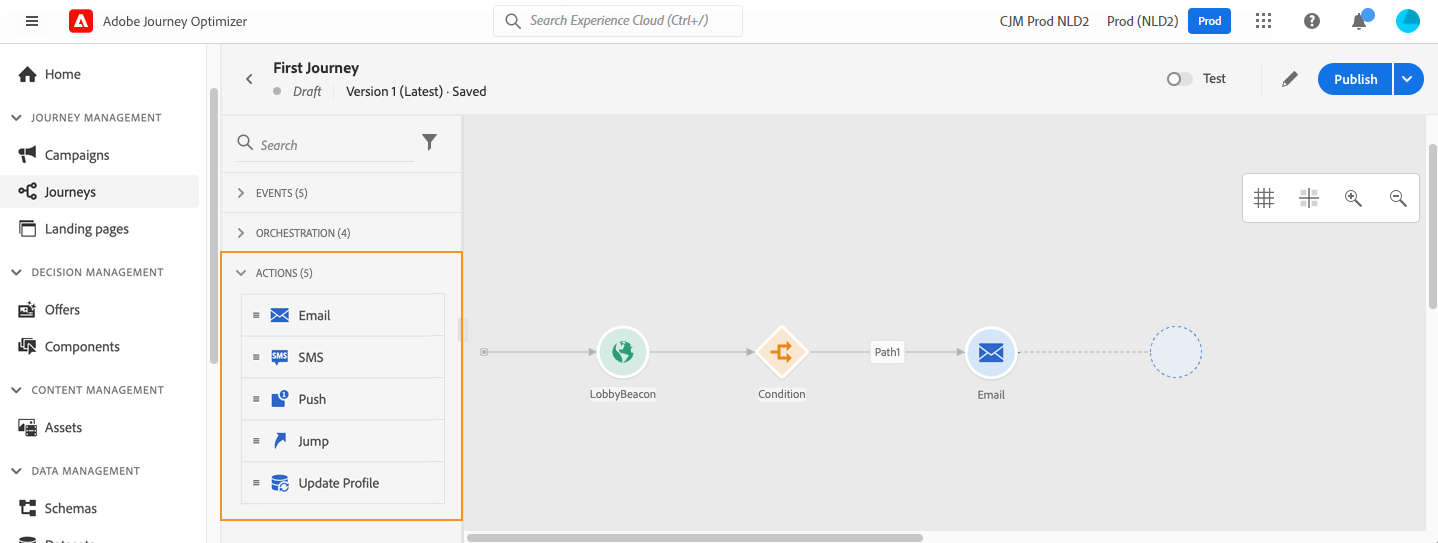 Adobe Journey Optimizer
Search Experience Cloud (Ctrl+/)
CJM Prod NLD2
Prod (NLD2)
Prod
Home
JOURNEY MANAGEMENT
Campaigns
Journeys
Landing pages
DECISION MANAGEMENT
Offers
Components
CONTENT MANAGEMENT
Assets
DATA MANAGEMENT
Schemas
First Journey
Draft
Version 1 (Latest) · Saved
Test
Publish
Search
EVENTS (5)
ORCHESTRATION (4)
ACTIONS (5)
Email
SMS
SMS
1
Push
Jump
Update Profile
LobbyBeacon
Condition
Path1
Email